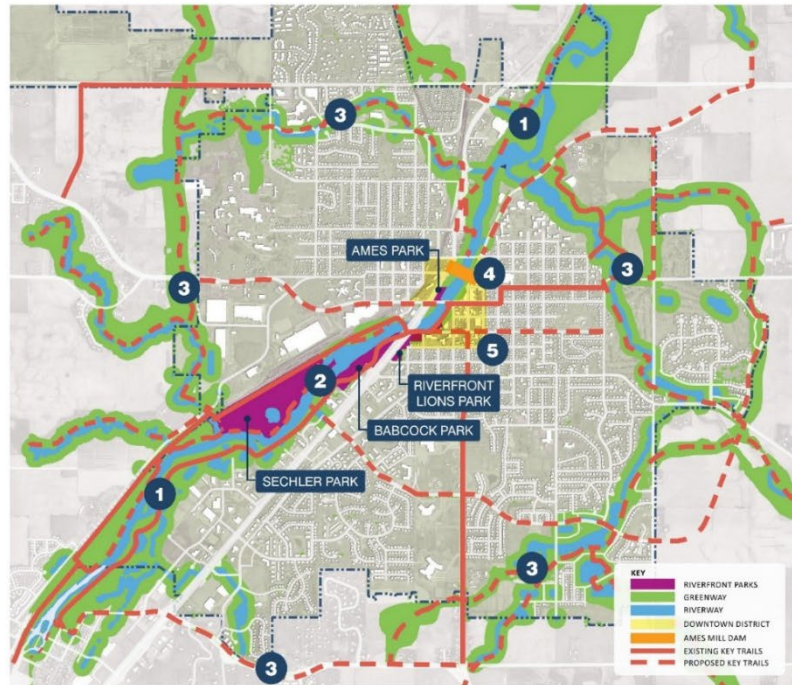 1
3
AMES PARK
4
3
3
5
2
RIVERFRONT
LIONS PARK
BABCOCK PARK
SECHLER PARK
1
3
3
KEY
RIVERFRONT PARKS
GREENWAY
RIVERWAY
DOWNTOWN DISTRICT
AMES MILL DAM
EXISTING KEY TRAILS
PROPOSED KEY TRAILS